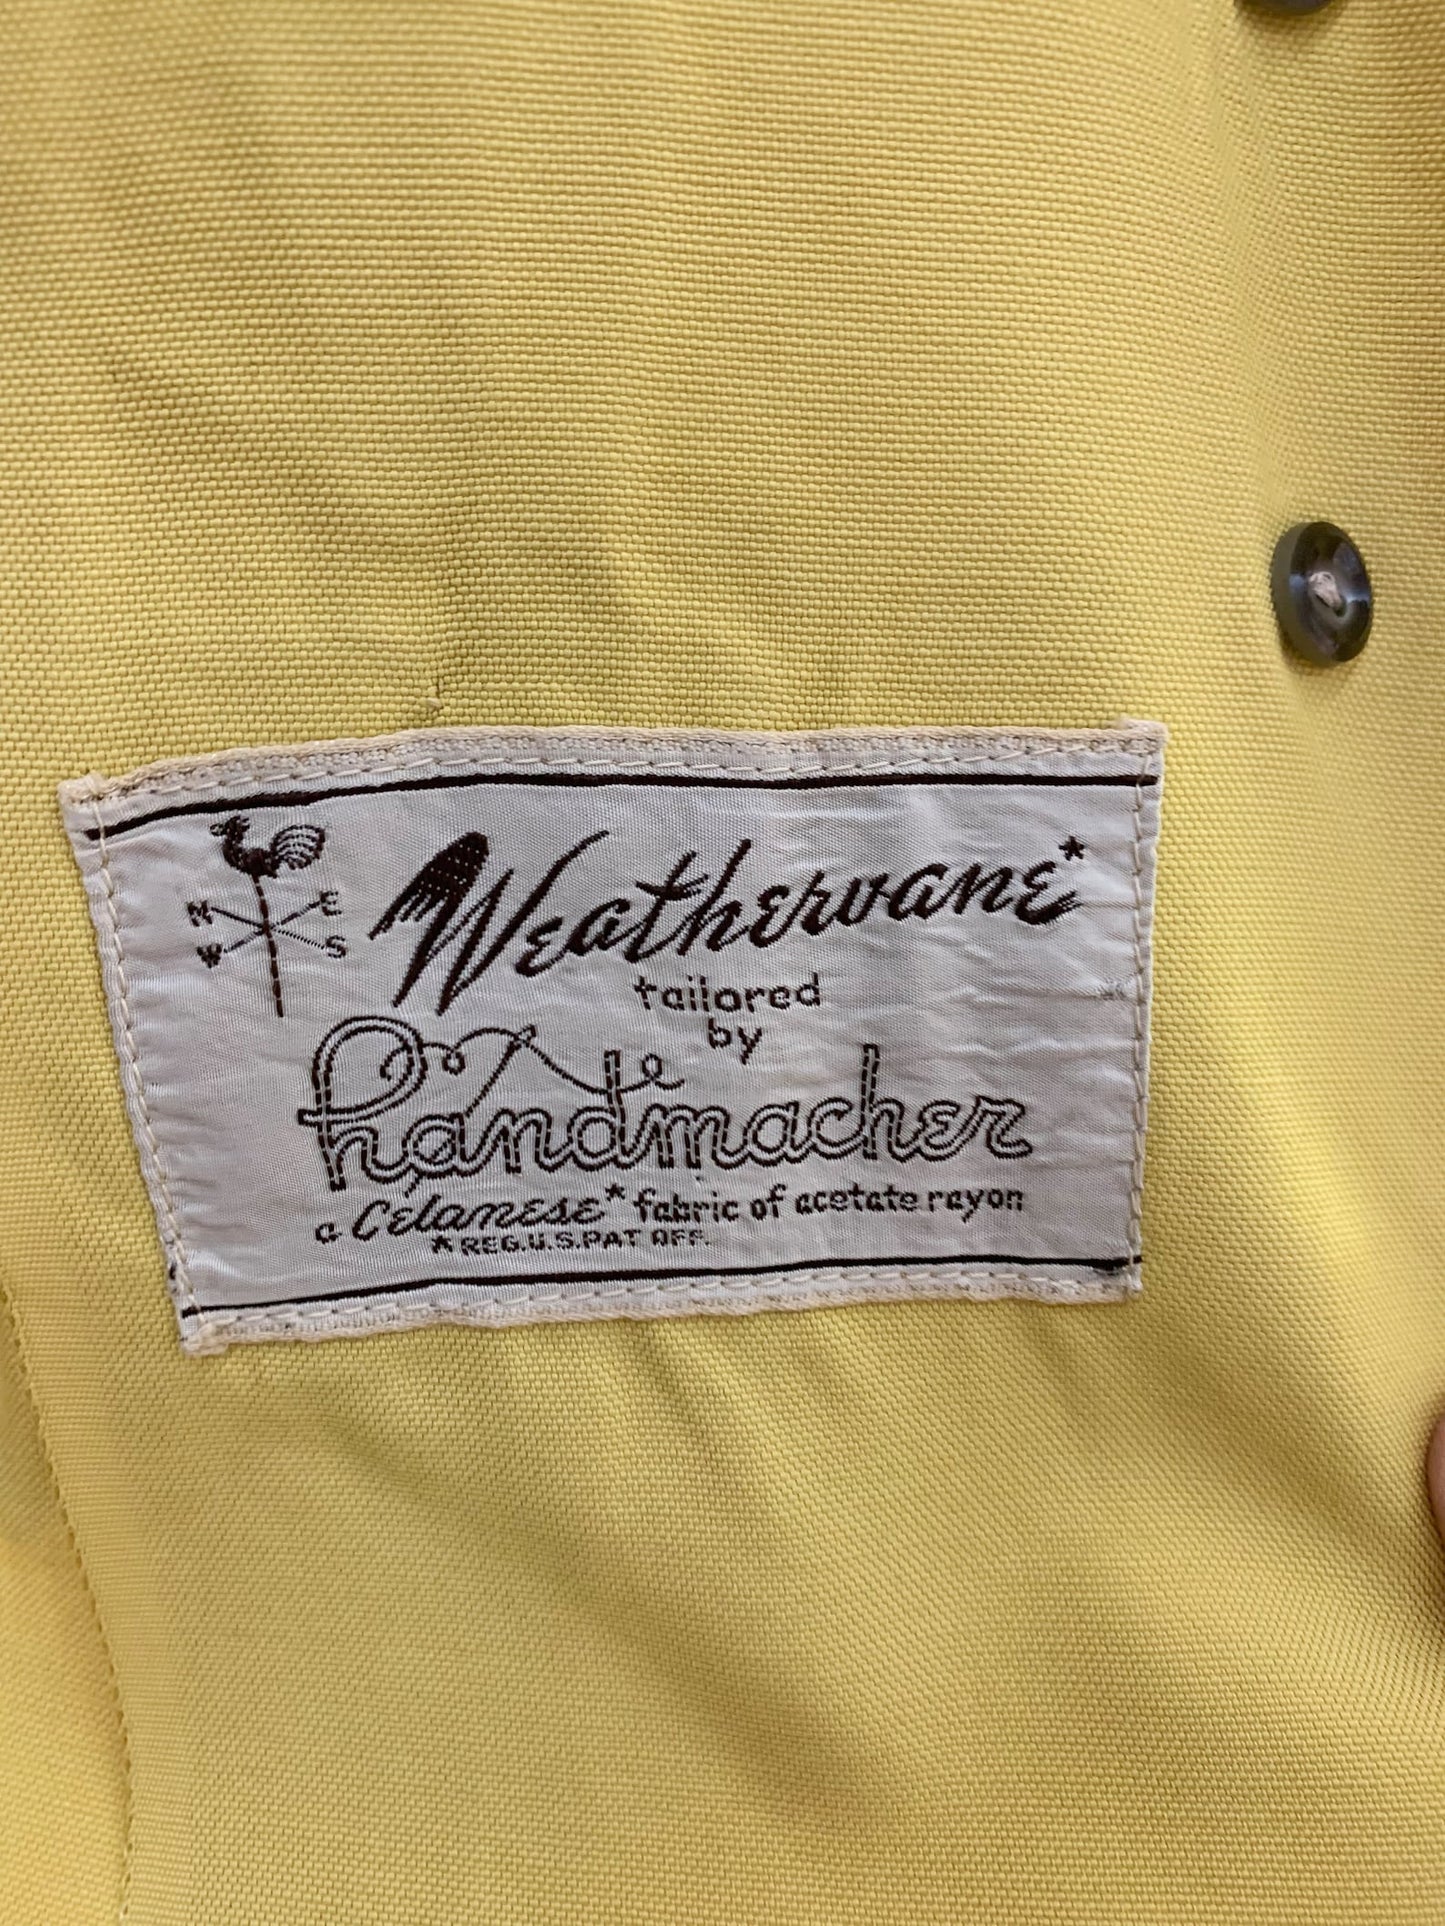 N E
W S
Weathervane*
tailored
by
handmacher
a Celanese* fabric of acetate rayon
*REG.U.S.PAT OFF.